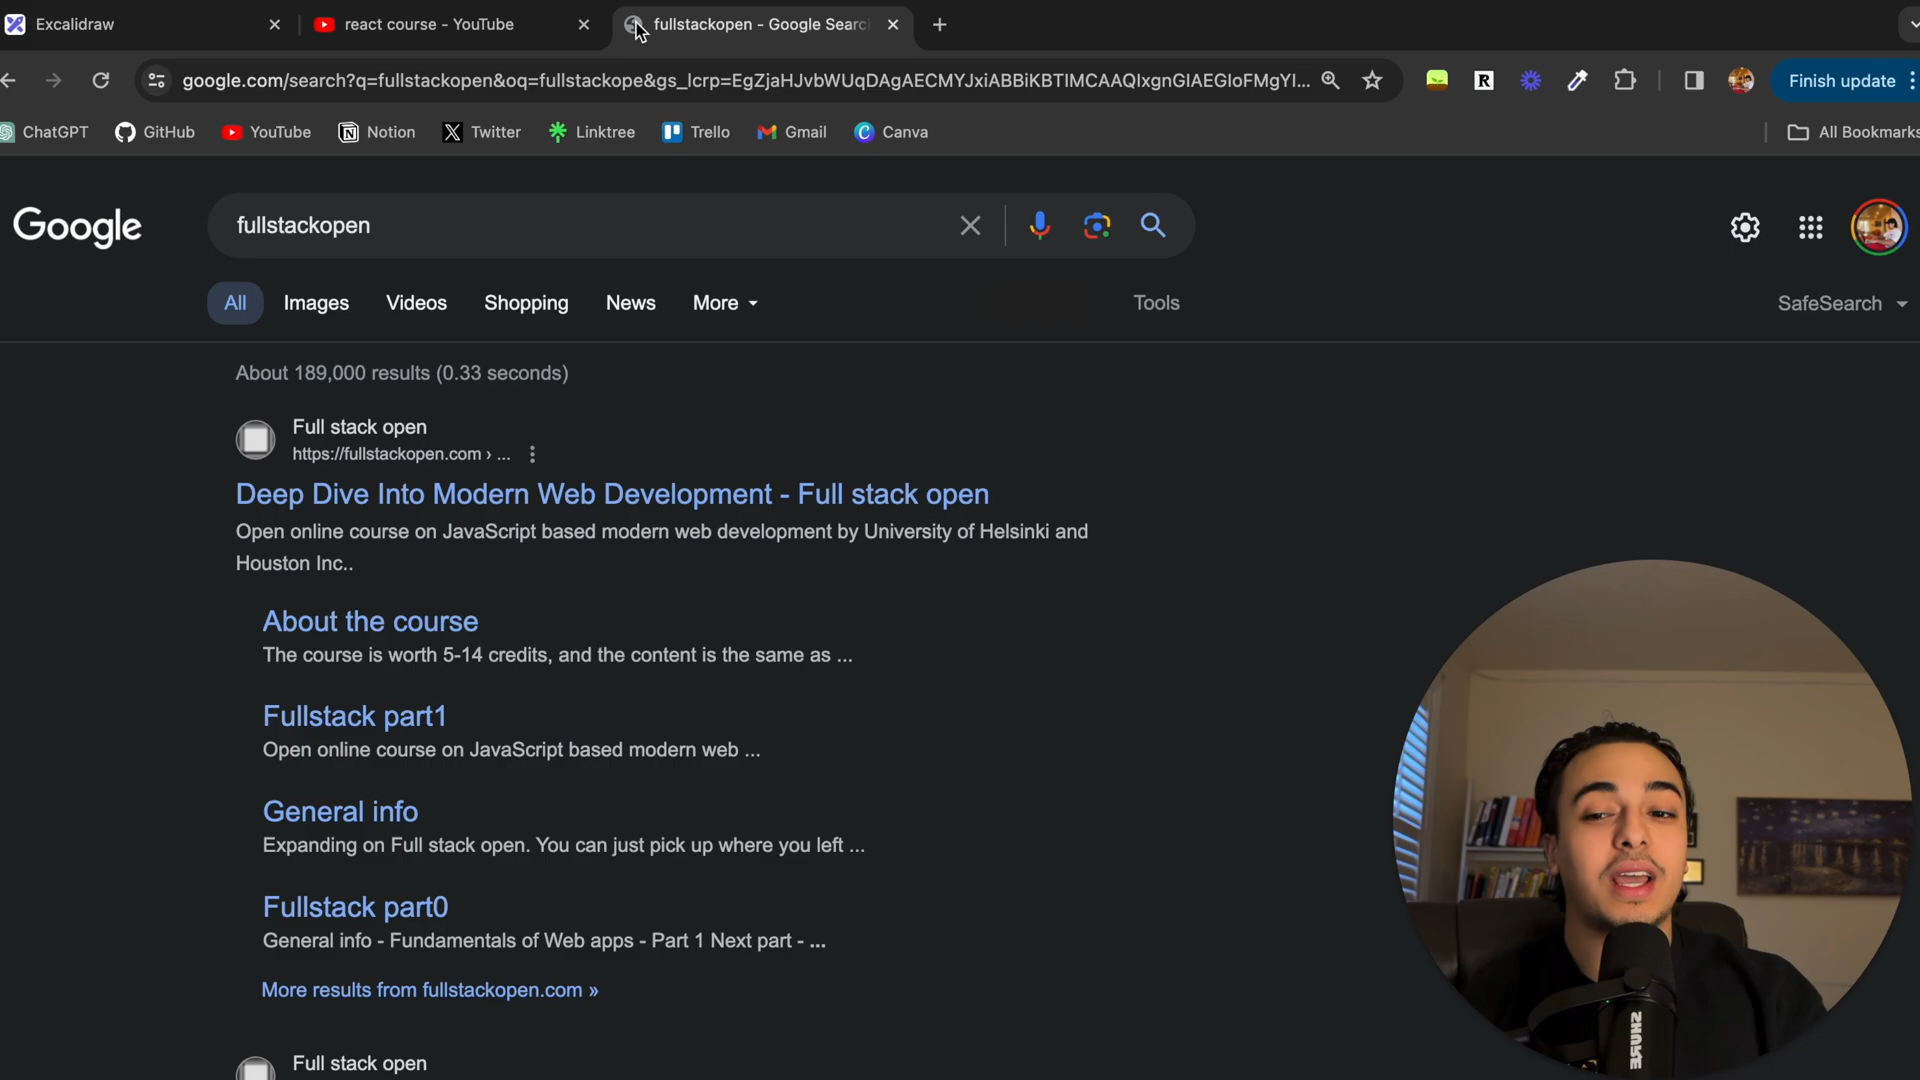 Excalidraw
react course - YouTube
fullstackopen - Google Searc
google.com/search?q=fullstackopen&oq=fullstackope&gs_lcrp=EgZjaHJvbWUqDAgAECMYJxiABBiKBTIMCAAQIxgnGIAEGIoFMgYI...
Finish update
ChatGPT
GitHub
YouTube
Notion
Twitter
Linktree
Trello
Gmail
Canva
All Bookmarks
Google
fullstackopen
All
Images
Videos
Shopping
News
More
Tools
SafeSearch
About 189,000 results (0.33 seconds)
Full stack open
https://fullstackopen.com › ...
Deep Dive Into Modern Web Development - Full stack open
Open online course on JavaScript based modern web development by University of Helsinki and
Houston Inc..
About the course
The course is worth 5-14 credits, and the content is the same as ...
Fullstack part1
Open online course on JavaScript based modern web ...
General info
Expanding on Full stack open. You can just pick up where you left ...
Fullstack part0
General info - Fundamentals of Web apps - Part 1 Next part - ...
More results from fullstackopen.com »
Full stack open
SHURE